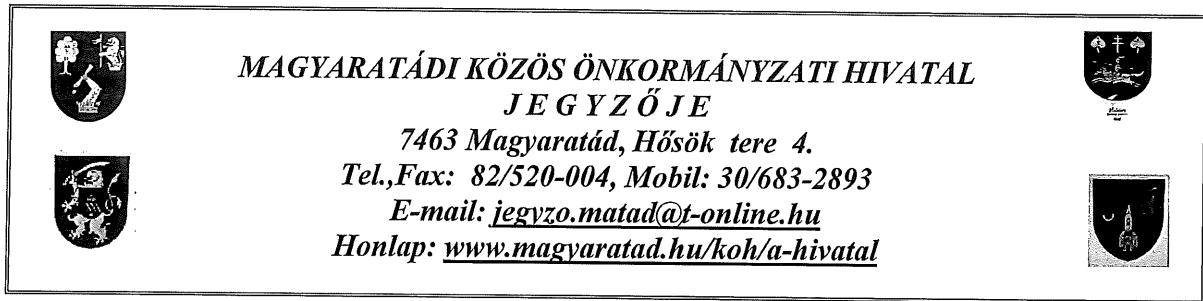 MAGYARATÁDI KÖZÖS ÖNKORMÁNYZATI HIVATAL
J E G Y Z Ő J E
7463 Magyaratád, Hősök tere 4.
Tel.,Fax: 82/520-004, Mobil: 30/683-2893
E-mail: jegyzo.matad@t-online.hu
Honlap: www.magyaratad.hu/koh/a-hivatal